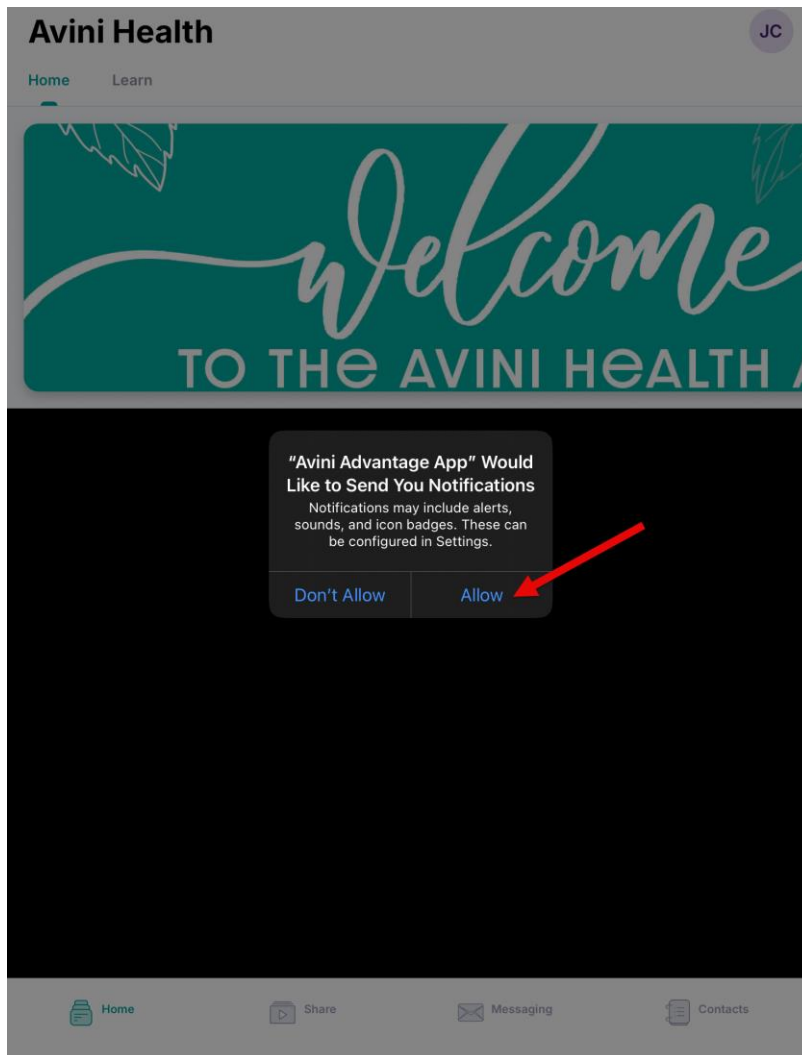 Avini Health
JC
Home Learn
welcome
TO THE AVINI HEALTH
“Avini Advantage App” Would
Like to Send You Notifications
Notifications may include alerts,
sounds, and icon badges. These can
be configured in Settings.
Don’t Allow Allow
Home Share Messaging Contacts